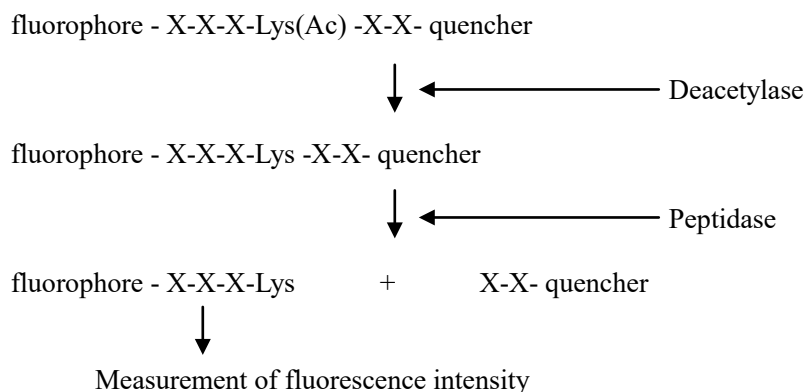 fluorophore - X-X-X-Lys(Ac) -X-X- quencher
Deacetylase
fluorophore - X-X-X-Lys -X-X- quencher
Peptidase
fluorophore - X-X-X-Lys + X-X- quencher
Measurement of fluorescence intensity